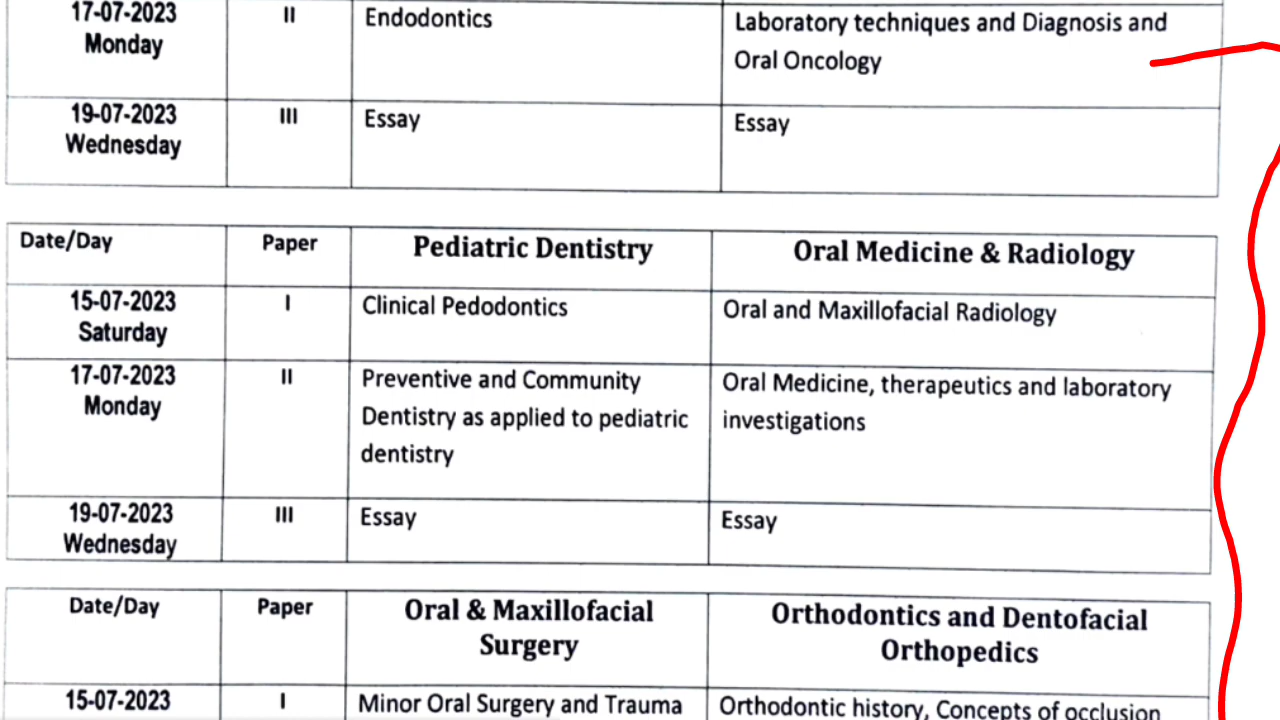 17-07-2023 II Endodontics Laboratory techniques and Diagnosis and
Monday Oral Oncology
19-07-2023 III Essay Essay
Wednesday
Date/Day Paper Pediatric Dentistry Oral Medicine & Radiology
15-07-2023 I Clinical Pedodontics Oral and Maxillofacial Radiology
Saturday
17-07-2023 II Preventive and Community Oral Medicine, therapeutics and laboratory
Monday Dentistry as applied to pediatric investigations
dentistry
19-07-2023 III Essay Essay
Wednesday
Date/Day Paper Oral & Maxillofacial Orthodontics and Dentofacial
Surgery Orthopedics
15-07-2023 I Minor Oral Surgery and Trauma Orthodontic history, Concepts of occlusion